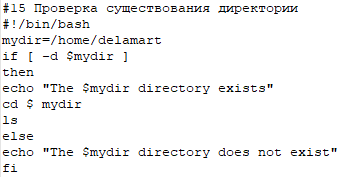 #15 Проверка существования директории
#!/bin/bash
mydir=/home/delamart
if [ -d $mydir ]
then
echo "The $mydir directory exists"
cd $ mydir
ls
else
echo "The $mydir directory does not exist"
fi